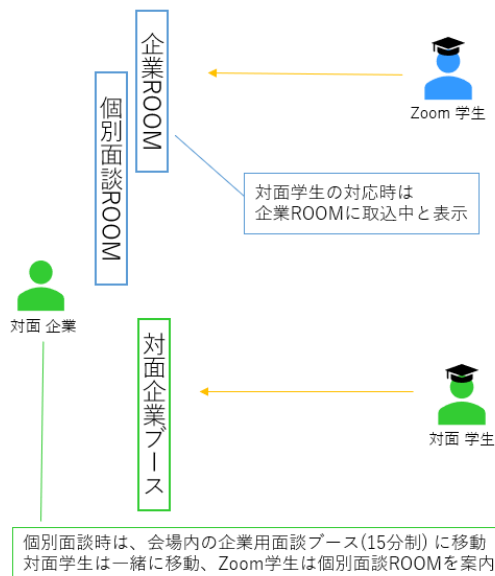 企業ROOM
個別面談ROOM
Zoom 学生
対面学生の対応時は
企業ROOMに取込中と表示
対面 企業
対面企業ブース
対面 学生
個別面談時は、会場内の企業用面談ブース(15分制) に移動
対面学生は一緒に移動、Zoom学生は個別面談ROOMを案内